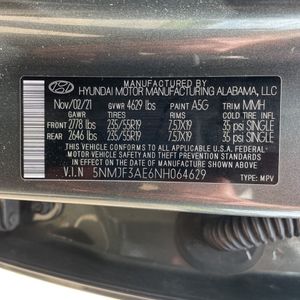 MANUFACTURED BY
HYUNDAI MOTOR MANUFACTURING ALABAMA, LLC
Nov/02/21 GVWR 4629 lbs PAINT A5G TRIM MMH
GAWR TIRES RIMS COLD TIRE INFL
FRONT 2778 lbs 235/55R19 7.5JX19 35 psi SINGLE
REAR 2646 lbs 235/55R19 7.5JX19 35 psi SINGLE
THIS VEHICLE CONFORMS TO ALL APPLICABLE
U.S.A. FEDERAL MOTOR VEHICLE SAFETY AND
THEFT PREVENTION STANDARDS IN EFFECT ON
THE DATE OF MANUFACTURE SHOWN ABOVE.
V.I.N 5NMJF3AE6NH064629 TYPE: MPV